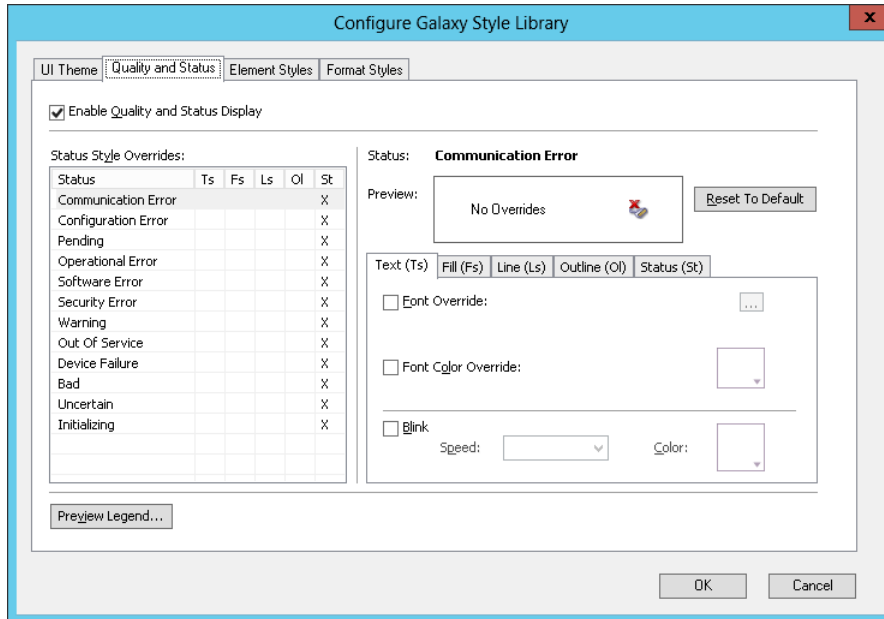 Configure Galaxy Style Library
x
UI Theme Quality and Status Element Styles Format Styles
Enable Quality and Status Display
Status Style Overrides:
Status Ts Fs Ls Ol St
Communication Error X
Configuration Error X
Pending X
Operational Error X
Software Error X
Security Error X
Warning X
Out Of Service X
Device Failure X
Bad X
Uncertain X
Initializing X
Preview Legend...
Status: Communication Error
Preview: No Overrides Reset To Default
Text (Ts) Fill (Fs) Line (Ls) Outline (Ol) Status (St)
Font Override: ...
Font Color Override:
Blink
Speed: Color:
OK Cancel